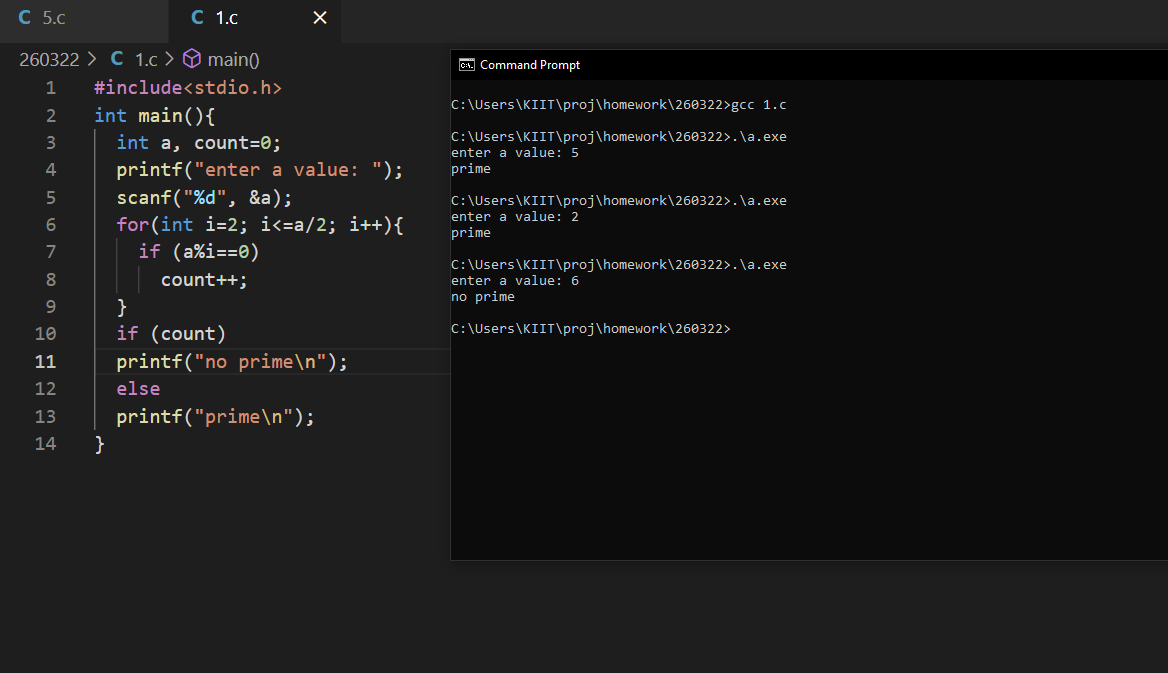 C 5.c
C 1.c ×
260322 > C 1.c > main()
1 #include<stdio.h>
2 int main(){
3 int a, count=0;
4 printf("enter a value: ");
5 scanf("%d", &a);
6 for(int i=2; i<=a/2; i++){
7 if (a%i==0)
8 count++;
9 }
10 if (count)
11 printf("no prime\n");
12 else
13 printf("prime\n");
14 }
C:\. Command Prompt
C:\Users\KIIT\proj\homework\260322>gcc 1.c
C:\Users\KIIT\proj\homework\260322>.\a.exe
enter a value: 5
prime
C:\Users\KIIT\proj\homework\260322>.\a.exe
enter a value: 2
prime
C:\Users\KIIT\proj\homework\260322>.\a.exe
enter a value: 6
no prime
C:\Users\KIIT\proj\homework\260322>